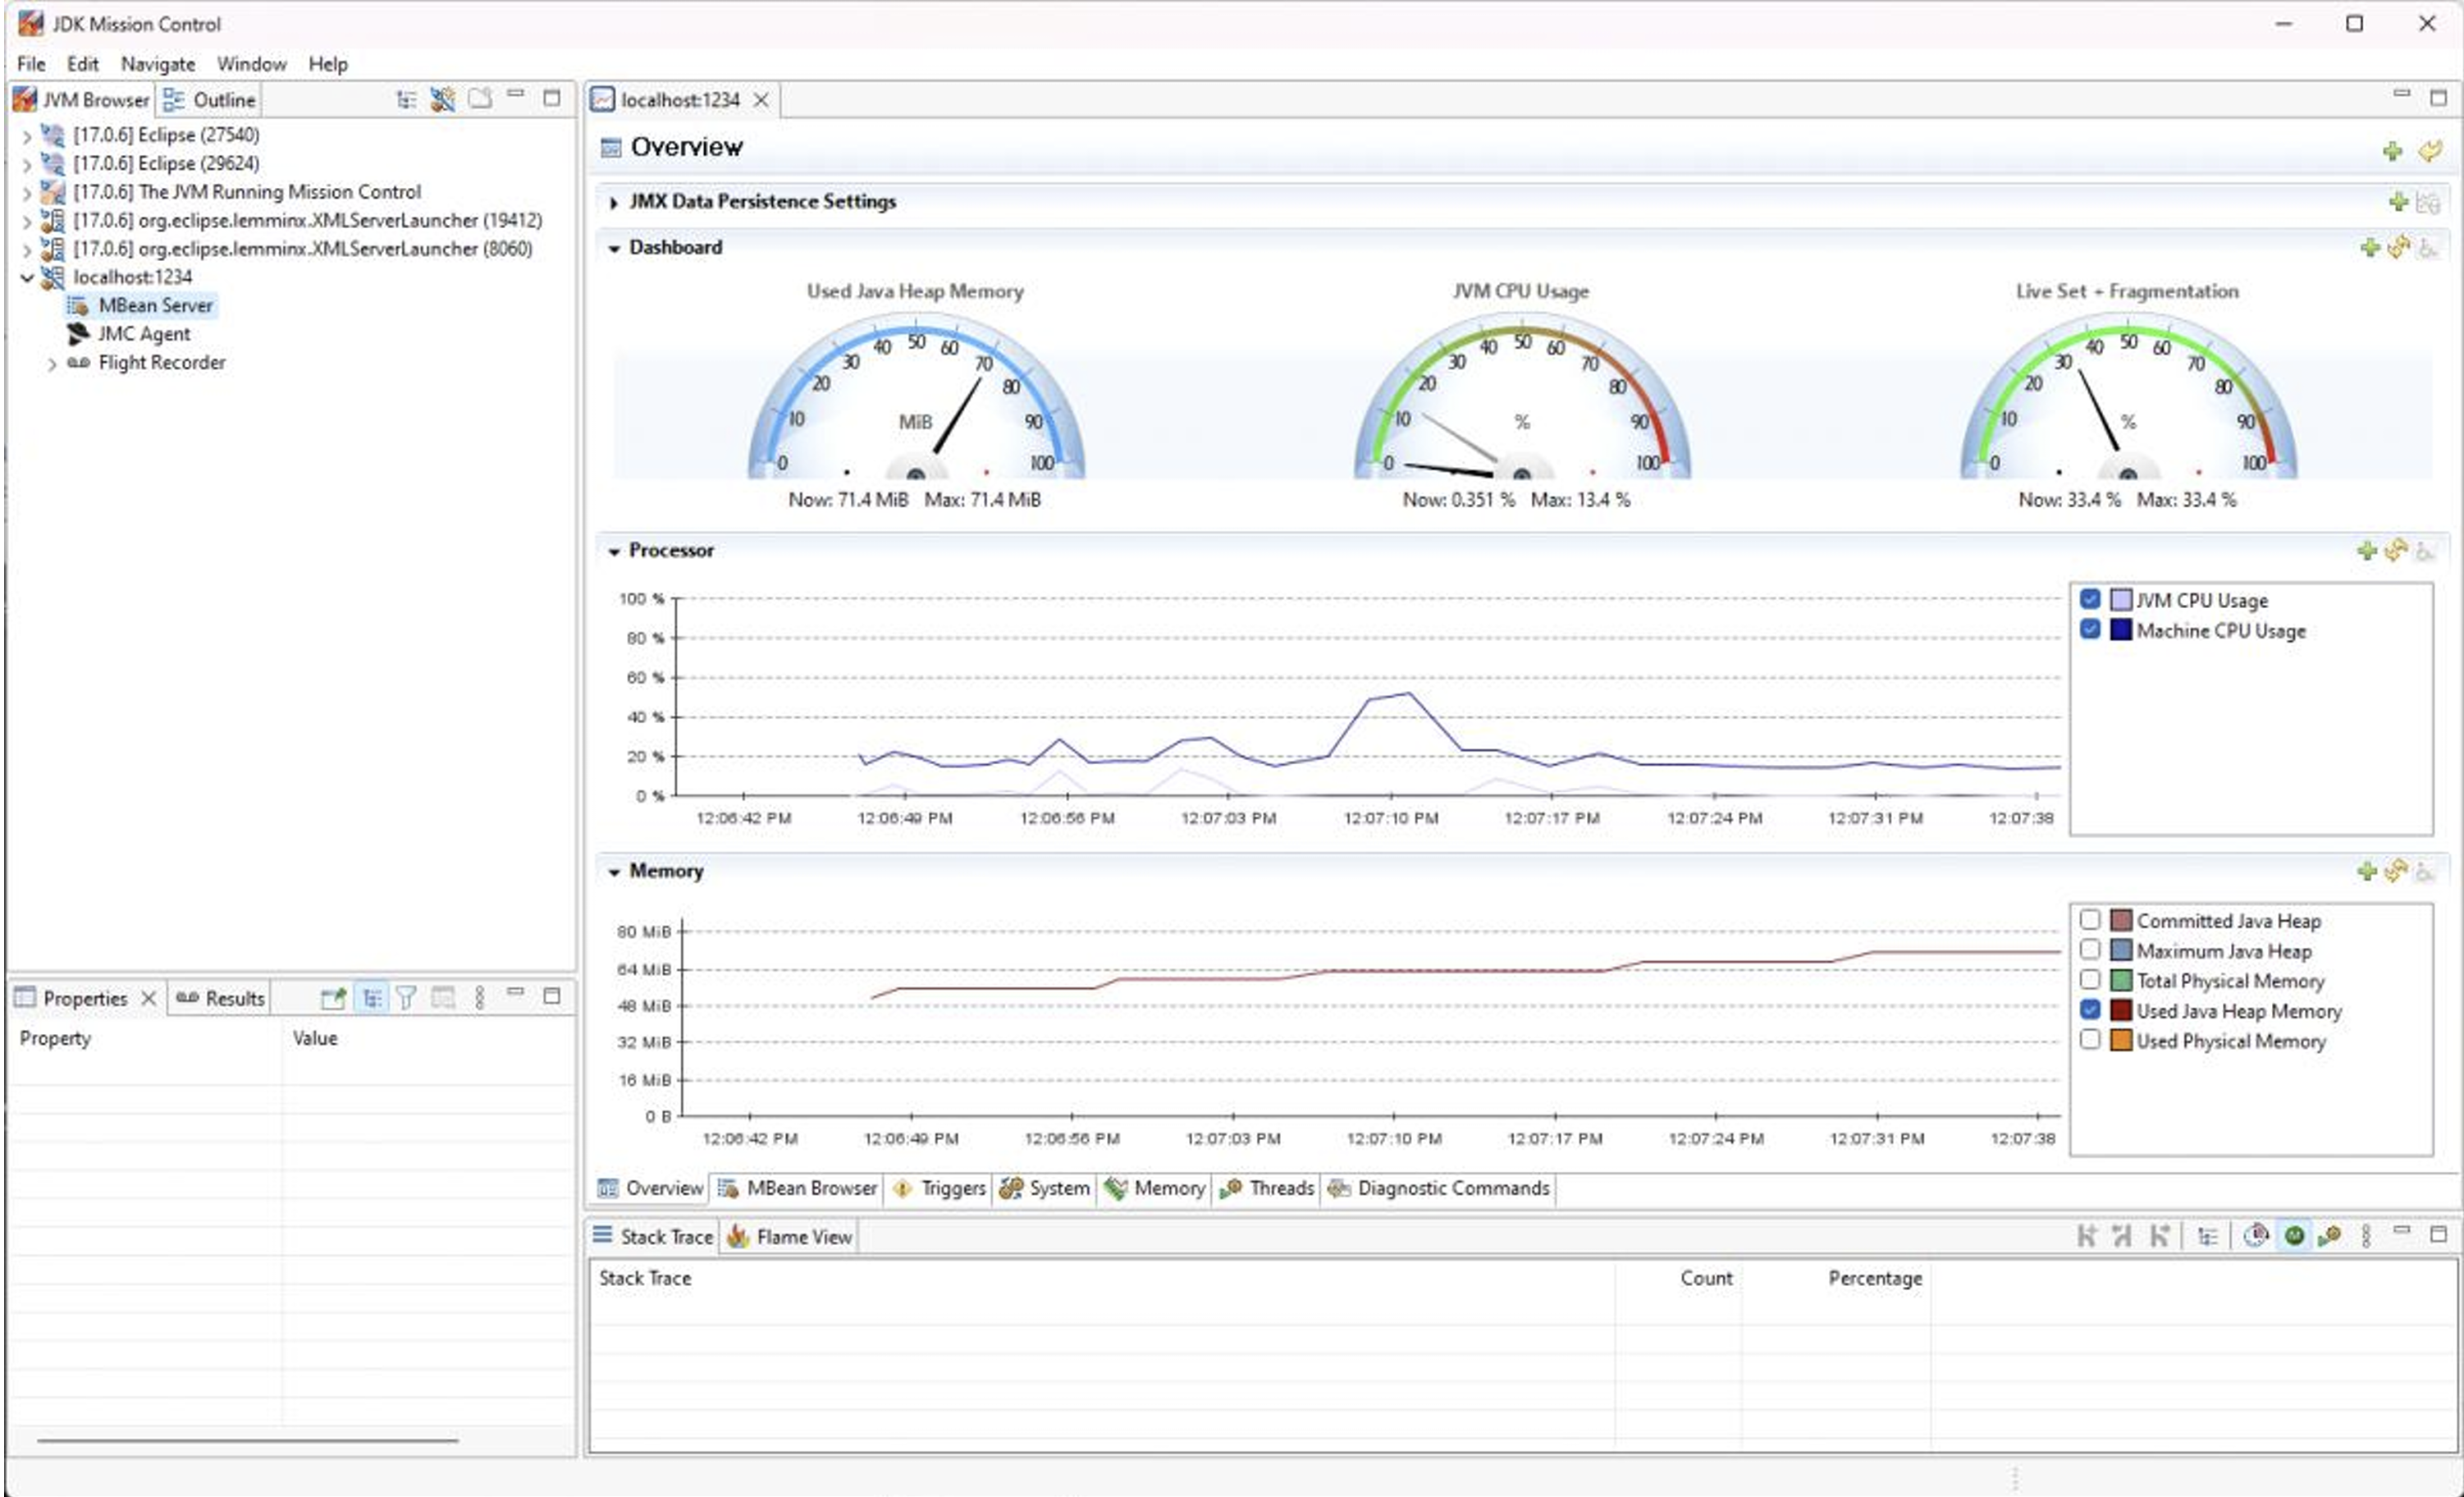 JDK Mission Control
File Edit Navigate Window Help
JVM Browser Outline
[17.0.6] Eclipse (27540)
[17.0.6] Eclipse (29624)
[17.0.6] The JVM Running Mission Control
[17.0.6] org.eclipse.lemminx.XMLServerLauncher (19412)
[17.0.6] org.eclipse.lemminx.XMLServerLauncher (8060)
localhost:1234
MBean Server
JMC Agent
Flight Recorder
Properties Results
Property Value
localhost:1234
Overview
JMX Data Persistence Settings
Dashboard
Used Java Heap Memory
0 10 20 30 40 50 60 70 80 90 100
MiB
Now: 71.4 MiB Max: 71.4 MiB
JVM CPU Usage
0 10 20 30 40 50 60 70 80 90 100
%
Now: 0.351 % Max: 13.4 %
Live Set + Fragmentation
0 10 20 30 40 50 60 70 80 90 100
%
Now: 33.4 % Max: 33.4 %
Processor
100 %
80 %
60 %
40 %
20 %
0 %
12:06:42 PM 12:06:49 PM 12:06:56 PM 12:07:03 PM 12:07:10 PM 12:07:17 PM 12:07:24 PM 12:07:31 PM 12:07:38
JVM CPU Usage
Machine CPU Usage
Memory
80 MiB
64 MiB
48 MiB
32 MiB
16 MiB
0 B
12:06:42 PM 12:06:49 PM 12:06:56 PM 12:07:03 PM 12:07:10 PM 12:07:17 PM 12:07:24 PM 12:07:31 PM 12:07:38
Committed Java Heap
Maximum Java Heap
Total Physical Memory
Used Java Heap Memory
Used Physical Memory
Overview MBean Browser Triggers System Memory Threads Diagnostic Commands
Stack Trace Flame View
Stack Trace Count Percentage